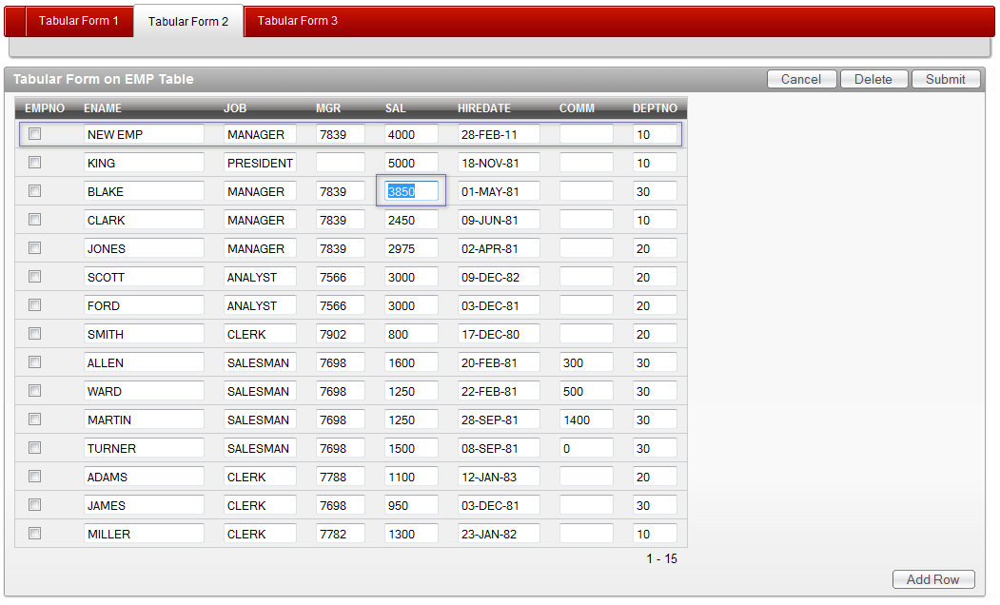 Tabular Form 1 Tabular Form 2 Tabular Form 3
Tabular Form on EMP Table Cancel Delete Submit
EMPNO ENAME JOB MGR SAL HIREDATE COMM DEPTNO
NEW EMP MANAGER 7839 4000 28-FEB-11 10
KING PRESIDENT 5000 18-NOV-81 10
BLAKE MANAGER 7839 3850 01-MAY-81 30
CLARK MANAGER 7839 2450 09-JUN-81 10
JONES MANAGER 7839 2975 02-APR-81 20
SCOTT ANALYST 7566 3000 09-DEC-82 20
FORD ANALYST 7566 3000 03-DEC-81 20
SMITH CLERK 7902 800 17-DEC-80 20
ALLEN SALESMAN 7698 1600 20-FEB-81 300 30
WARD SALESMAN 7698 1250 22-FEB-81 500 30
MARTIN SALESMAN 7698 1250 28-SEP-81 1400 30
TURNER SALESMAN 7698 1500 08-SEP-81 0 30
ADAMS CLERK 7788 1100 12-JAN-83 20
JAMES CLERK 7698 950 03-DEC-81 30
MILLER CLERK 7782 1300 23-JAN-82 10
1 - 15
Add Row